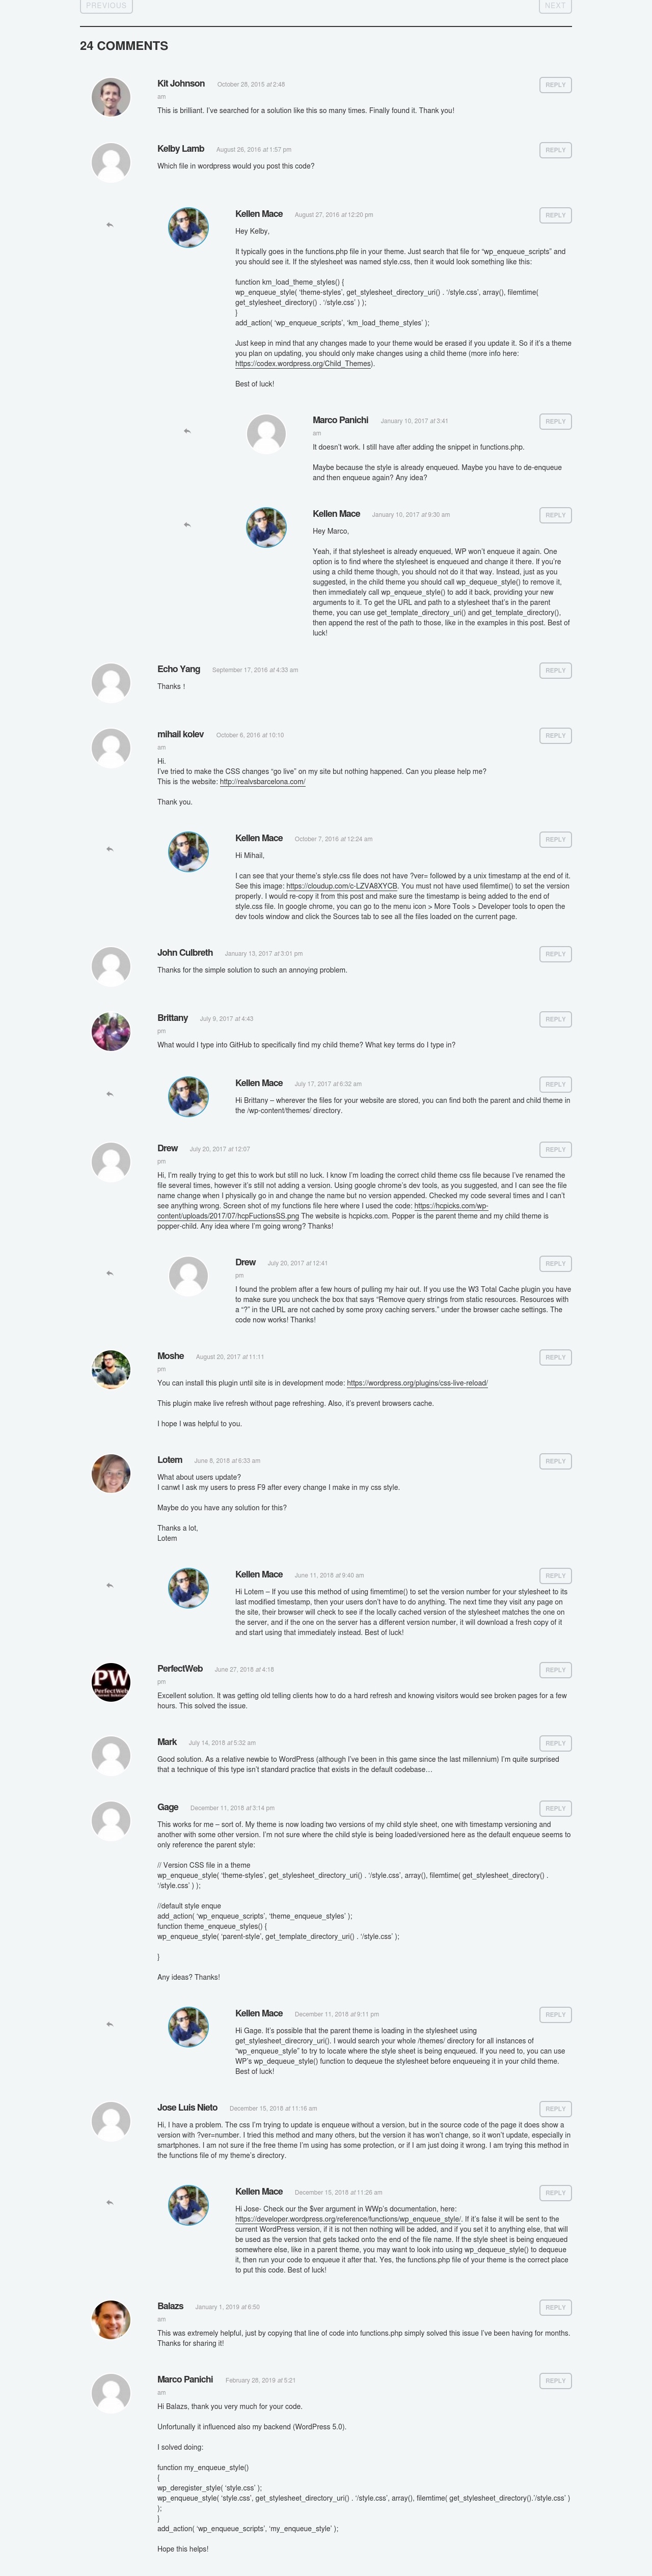 PREVIOUS
NEXT
24 COMMENTS
Kit Johnson October 28, 2015 at 2:48
am
REPLY
This is brilliant. I've searched for a solution like this so many times. Finally found it. Thank you!
Kelby Lamb August 26, 2016 at 1:57 pm
REPLY
Which file in wordpress would you post this code?
Kellen Mace August 27, 2016 at 12:20 pm
REPLY
Hey Kelby,
It typically goes in the functions.php file in your theme. Just search that file for “wp_enqueue_scripts” and
you should see it. If the stylesheet was named style.css, then it would look something like this:
function km_load_theme_styles() {
wp_enqueue_style( ‘theme-styles’, get_stylesheet_directory_uri() . ‘/style.css’, array(), filemtime(
get_stylesheet_directory() . ‘/style.css’ ) );
}
add_action( ‘wp_enqueue_scripts’, ‘km_load_theme_styles’ );
Just keep in mind that any changes made to your theme would be erased if you update it. So if it’s a theme
you plan on updating, you should only make changes using a child theme (more info here:
https://codex.wordpress.org/Child_Themes).
Best of luck!
Marco Panichi January 10, 2017 at 3:41
am
REPLY
It doesn’t work. I still have after adding the snippet in functions.php.
Maybe because the style is already enqueued. Maybe you have to de-enqueue
and then enqueue again? Any idea?
Kellen Mace January 10, 2017 at 9:30 am
REPLY
Hey Marco,
Yeah, if that stylesheet is already enqueued, WP won’t enqueue it again. One
option is to find where the stylesheet is enqueued and change it there. If you’re
using a child theme though, you should not do it that way. Instead, just as you
suggested, in the child theme you should call wp_dequeue_style() to remove it,
then immediately call wp_enqueue_style() to add it back, providing your new
arguments to it. To get the URL and path to a stylesheet that’s in the parent
theme, you can use get_template_directory_uri() and get_template_directory(),
then append the rest of the path to those, like in the examples in this post. Best of
luck!
Echo Yang September 17, 2016 at 4:33 am
REPLY
Thanks !
mihail kolev October 6, 2016 at 10:10
am
REPLY
Hi.
I’ve tried to make the CSS changes “go live” on my site but nothing happened. Can you please help me?
This is the website: http://realvsbarcelona.com/
Thank you.
Kellen Mace October 7, 2016 at 12:24 am
REPLY
Hi Mihail,
I can see that your theme’s style.css file does not have ?ver= followed by a unix timestamp at the end of it.
See this image: https://cloudup.com/c-LZVA8XYCB. You must not have used filemtime() to set the version
properly. I would re-copy it from this post and make sure the timestamp is being added to the end of
style.css file. In google chrome, you can go to the menu icon > More Tools > Developer tools to open the
dev tools window and click the Sources tab to see all the files loaded on the current page.
John Culbreth January 13, 2017 at 3:01 pm
REPLY
Thanks for the simple solution to such an annoying problem.
Brittany July 9, 2017 at 4:43
pm
REPLY
What would I type into GitHub to specifically find my child theme? What key terms do I type in?
Kellen Mace July 17, 2017 at 6:32 am
REPLY
Hi Brittany – wherever the files for your website are stored, you can find both the parent and child theme in
the /wp-content/themes/ directory.
Drew July 20, 2017 at 12:07
pm
REPLY
Hi, I’m really trying to get this to work but still no luck. I know I’m loading the correct child theme css file because I’ve renamed the
file several times, however it’s still not adding a version. Using google chrome’s dev tools, as you suggested, and I can see the file
name change when I physically go in and change the name but no version appended. Checked my code several times and I can’t
see anything wrong. Screen shot of my functions file here where I used the code: https://hcpicks.com/wp-
content/uploads/2017/07/hcpFuctionsSS.png The website is hcpicks.com. Popper is the parent theme and my child theme is
popper-child. Any idea where I’m going wrong? Thanks!
Drew July 20, 2017 at 12:41
pm
REPLY
I found the problem after a few hours of pulling my hair out. If you use the W3 Total Cache plugin you have
to make sure you uncheck the box that says “Remove query strings from static resources. Resources with
a “?” in the URL are not cached by some proxy caching servers.” under the browser cache settings. The
code now works! Thanks!
Moshe August 20, 2017 at 11:11
pm
REPLY
You can install this plugin until site is in development mode: https://wordpress.org/plugins/css-live-reload/
This plugin make live refresh without page refreshing. Also, it’s prevent browsers cache.
I hope I was helpful to you.
Lotem June 8, 2018 at 6:33 am
REPLY
What about users update?
I canwt I ask my users to press F9 after every change I make in my css style.
Maybe do you have any solution for this?
Thanks a lot,
Lotem
Kellen Mace June 11, 2018 at 9:40 am
REPLY
Hi Lotem – If you use this method of using fimemtime() to set the version number for your stylesheet to its
last modified timestamp, then your users don’t have to do anything. The next time they visit any page on
the site, their browser will check to see if the locally cached version of the stylesheet matches the one on
the server, and if the one on the server has a different version number, it will download a fresh copy of it
and start using that immediately instead. Best of luck!
PW
PerfectWeb June 27, 2018 at 4:18
pm
REPLY
Excellent solution. It was getting old telling clients how to do a hard refresh and knowing visitors would see broken pages for a few
hours. This solved the issue.
Mark July 14, 2018 at 5:32 am
REPLY
Good solution. As a relative newbie to WordPress (although I’ve been in this game since the last millennium) I’m quite surprised
that a technique of this type isn’t standard practice that exists in the default codebase…
Gage December 11, 2018 at 3:14 pm
REPLY
This works for me – sort of. My theme is now loading two versions of my child style sheet, one with timestamp versioning and
another with some other version. I’m not sure where the child style is being loaded/versioned here as the default enqueue seems to
only reference the parent style:
// Version CSS file in a theme
wp_enqueue_style( ‘theme-styles’, get_stylesheet_directory_uri() . ‘/style.css’, array(), filemtime( get_stylesheet_directory() .
‘/style.css’ ) );
//default style enque
add_action( ‘wp_enqueue_scripts’, ‘theme_enqueue_styles’ );
function theme_enqueue_styles() {
wp_enqueue_style( ‘parent-style’, get_template_directory_uri() . ‘/style.css’ );
}
Any ideas? Thanks!
Kellen Mace December 11, 2018 at 9:11 pm
REPLY
Hi Gage. It’s possible that the parent theme is loading in the stylesheet using
get_stylesheet_direcrory_uri(). I would search your whole /themes/ directory for all instances of
“wp_enqueue_style” to try to locate where the style sheet is being enqueued. If you need to, you can use
WP’s wp_dequeue_style() function to dequeue the stylesheet before enqueueing it in your child theme.
Best of luck!
Jose Luis Nieto December 15, 2018 at 11:16 am
REPLY
Hi, I have a problem. The css I’m trying to update is enqueue without a version, but in the source code of the page it does show a
version with ?ver=number. I tried this method and many others, but the version it has won’t change, so it won’t update, especially in
smartphones. I am not sure if the free theme I’m using has some protection, or if I am just doing it wrong. I am trying this method in
the functions file of my theme’s directory.
Kellen Mace December 15, 2018 at 11:26 am
REPLY
Hi Jose- Check our the $ver argument in WWp’s documentation, here:
https://developer.wordpress.org/reference/functions/wp_enqueue_style/. If it’s false it will be sent to the
current WordPress version, if it is not then nothing will be added, and if you set it to anything else, that will
be used as the version that gets tacked onto the end of the file name. If the style sheet is being enqueued
somewhere else, like in a parent theme, you may want to look into using wp_dequeue_style() to dequeue
it, then run your code to enqueue it after that. Yes, the functions.php file of your theme is the correct place
to put this code. Best of luck!
Balazs January 1, 2019 at 6:50
am
REPLY
This was extremely helpful, just by copying that line of code into functions.php simply solved this issue I’ve been having for months.
Thanks for sharing it!
Marco Panichi February 28, 2019 at 5:21
am
REPLY
Hi Balazs, thank you very much for your code.
Unfortunally it influenced also my backend (WordPress 5.0).
I solved doing:
function my_enqueue_style()
{
wp_deregister_style( ‘style.css’ );
wp_enqueue_style( ‘style.css’, get_stylesheet_directory_uri() . ‘/style.css’, array(), filemtime( get_stylesheet_directory().’/style.css’ )
);
}
add_action( ‘wp_enqueue_scripts’, ‘my_enqueue_style’ );
Hope this helps!